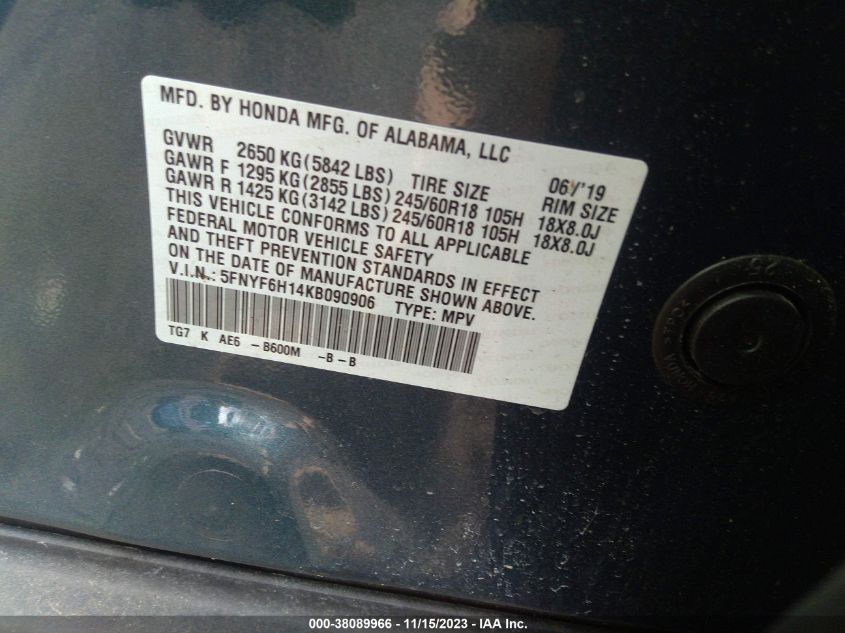 MFD. BY HONDA MFG. OF ALABAMA, LLC
GVWR 2650 KG (5842 LBS) TIRE SIZE 06/'19
GAWR F 1295 KG (2855 LBS) 245/60R18 105H RIM SIZE
GAWR R 1425 KG (3142 LBS) 245/60R18 105H 18X8.0J
18X8.0J
THIS VEHICLE CONFORMS TO ALL APPLICABLE
FEDERAL MOTOR VEHICLE SAFETY
AND THEFT PREVENTION STANDARDS IN EFFECT
ON THE DATE OF MANUFACTURE SHOWN ABOVE.
V.I.N.: 5FNYF6H14KB090906 TYPE: MPV
TG7 K AE6 -B600M -B-B
25
000-38089966 - 11/15/2023 - IAA Inc.